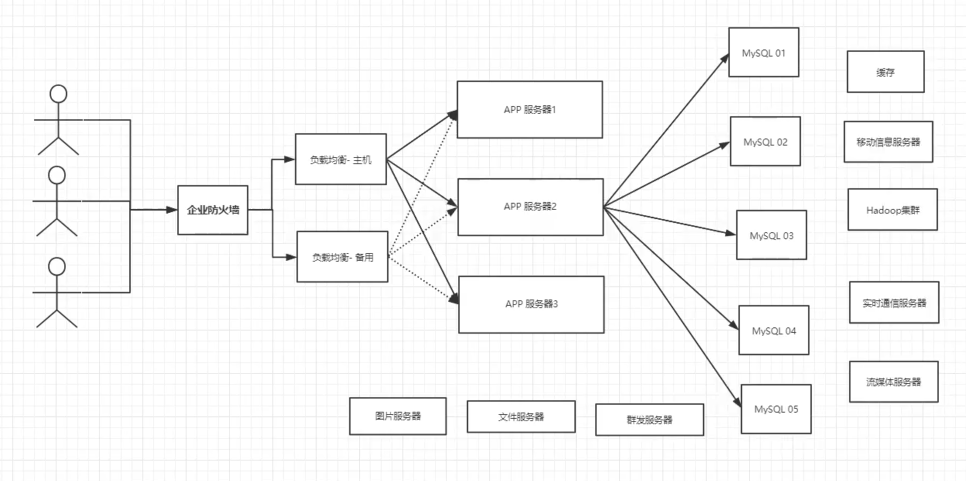 企业防火墙
负载均衡- 主机
负载均衡- 备用
APP 服务器1
APP 服务器2
APP 服务器3
MySQL 01
MySQL 02
MySQL 03
MySQL 04
MySQL 05
缓存
移动信息服务器
Hadoop集群
实时通信服务器
流媒体服务器
图片服务器
文件服务器
群发服务器